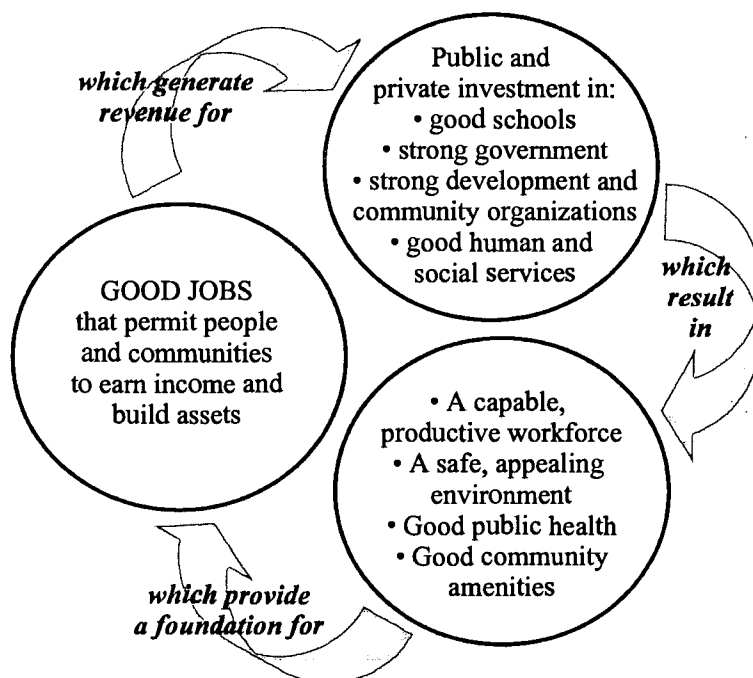 which generate
revenue for
Public and
private investment in:
• good schools
• strong government
• strong development and
community organizations
• good human and
social services
which
result
in
GOOD JOBS
that permit people
and communities
to earn income and
build assets
• A capable,
productive workforce
• A safe, appealing
environment
• Good public health
• Good community
amenities
which provide
a foundation for